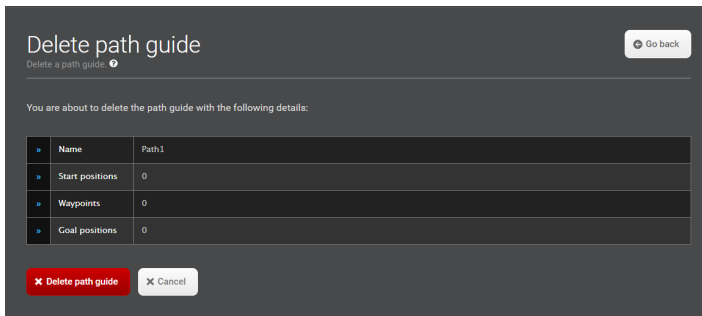 Delete path guide
Go back
Delete a path guide. ?
You are about to delete the path guide with the following details:
» Name Path1
» Start positions 0
» Waypoints 0
» Goal positions 0
Delete path guide Cancel